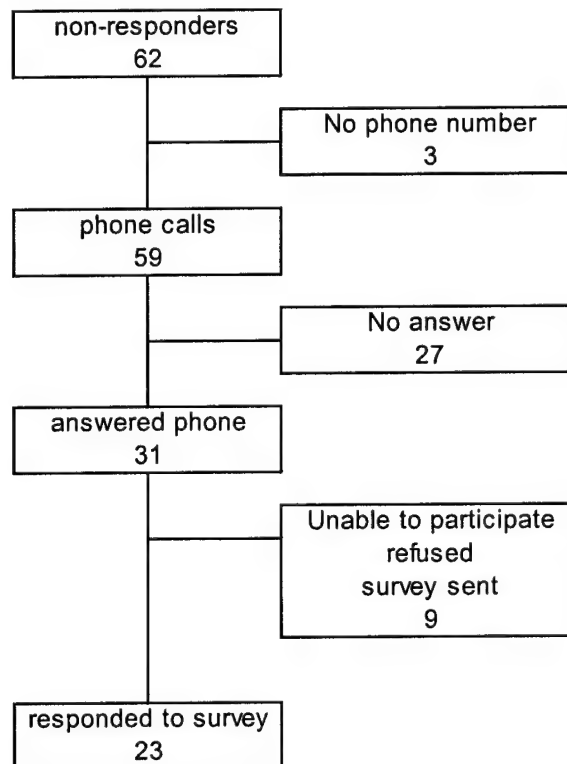 non-responders
62
No phone number
3
phone calls
59
No answer
27
answered phone
31
Unable to participate
refused
survey sent
9
responded to survey
23